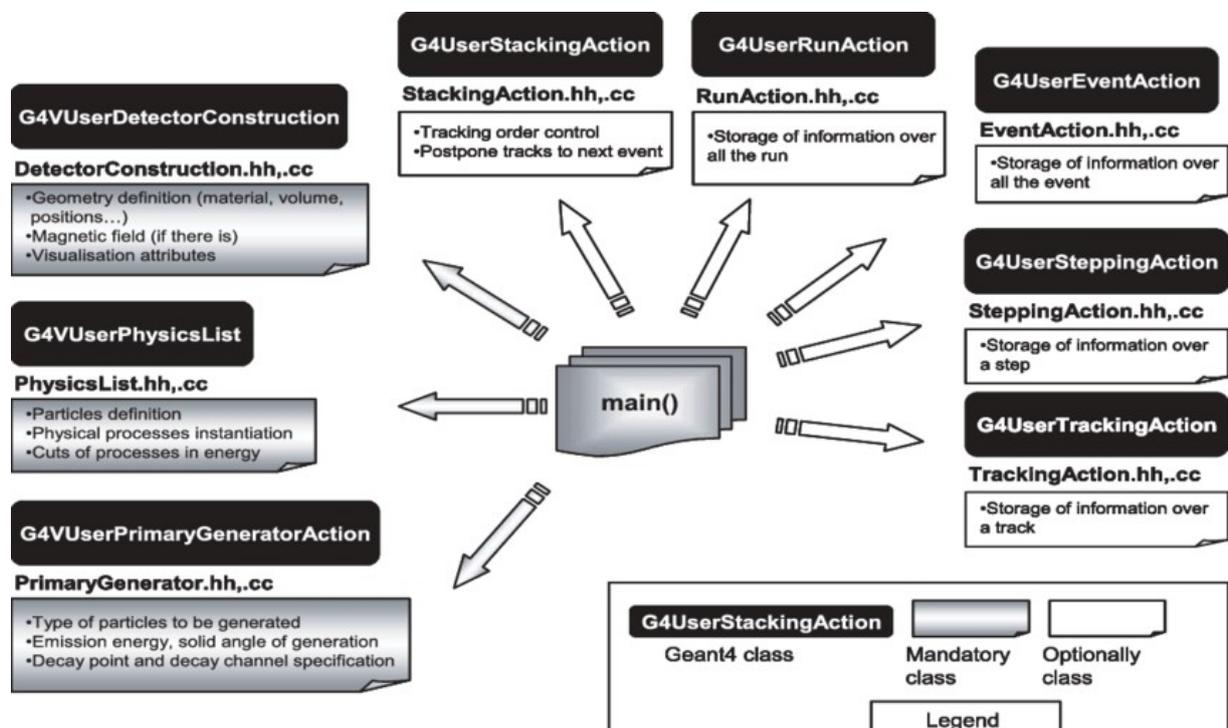 G4UserStackingAction
StackingAction.hh,.cc
•Tracking order control
•Postpone tracks to next event
G4UserRunAction
RunAction.hh,.cc
•Storage of information over
all the run
G4UserEventAction
EventAction.hh,.cc
•Storage of information over
all the event
G4VUserDetectorConstruction
DetectorConstruction.hh,.cc
•Geometry definition (material, volume,
positions...)
•Magnetic field (if there is)
•Visualisation attributes
G4UserSteppingAction
SteppingAction.hh,.cc
•Storage of information over
a step
G4VUserPhysicsList
PhysicsList.hh,.cc
•Particles definition
•Physical processes instantiation
•Cuts of processes in energy
main()
G4UserTrackingAction
TrackingAction.hh,.cc
•Storage of information over
a track
G4VUserPrimaryGeneratorAction
PrimaryGenerator.hh,.cc
•Type of particles to be generated
•Emission energy, solid angle of generation
•Decay point and decay channel specification
G4UserStackingAction
Geant4 class
Mandatory
class
Optionally
class
Legend